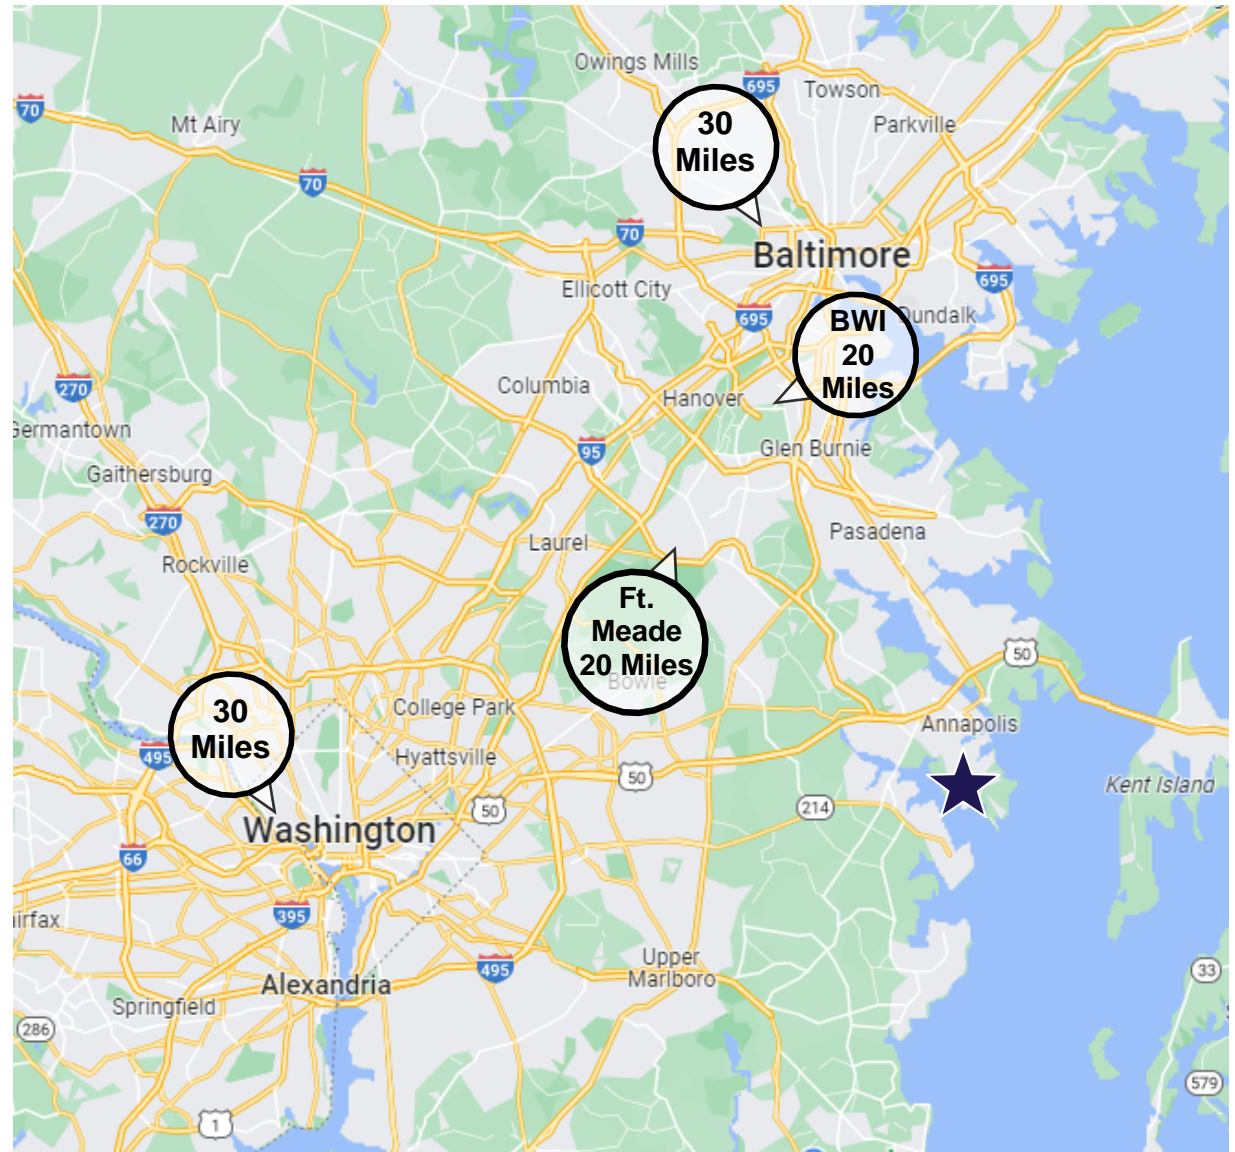 Owings Mills
695
Towson
70
30
Miles
Mt Airy
Parkville
70
70
Baltimore
695
Ellicott City
695
BWI
20
Miles
Dundalk
270
Columbia
Hanover
Germantown
95
Glen Burnie
Gaithersburg
270
Laurel
Pasadena
Rockville
Ft.
Meade
20 Miles
Bowie
50
30
Miles
College Park
Annapolis
495
Hyattsville
50
Kent Island
50
214
Washington
66
395
airfax
Upper
Marlboro
495
33
Alexandria
Springfield
286
579
1